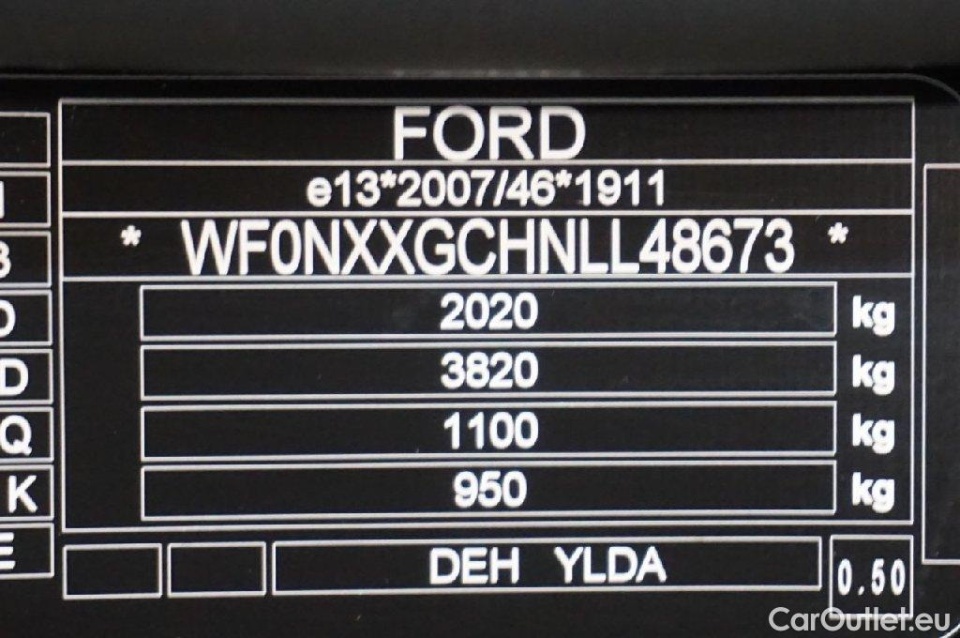 FORD
e13*2007/46*1911
* WF0NXXGCHNLL48673 *
2020 kg
D 3820 kg
Q 1100 kg
K 950 kg
E
DEH YLDA 0.50
CarOutlet.eu